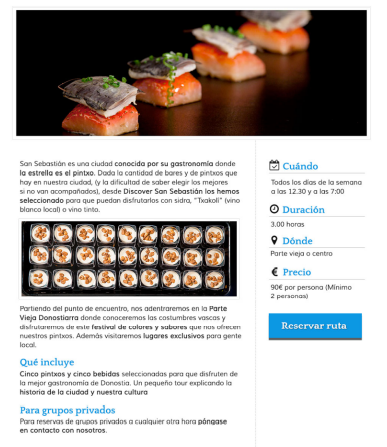 San Sebastián es una ciudad conocida por su gastronomía donde
la estrella es el pintxo. Dada la cantidad de bares y de pintxos que
hay en nuestra ciudad, (y la dificultad de saber elegir los mejores
si no van acompañados), desde Discover San Sebastián los hemos
seleccionado para que puedan disfrutarlos con sidra, "Txakoli" (vino
blanco local) o vino tinto.
Partiendo del punto de encuentro, nos adentraremos en la Parte
Vieja Donostiarra donde conoceremos las costumbres vascas y
disfrutaremos de este festival de colores y sabores que nos ofrecen
nuestros pintxos. Además visitaremos lugares exclusivos para gente
local.
Qué incluye
Cinco pintxos y cinco bebidas seleccionadas para que disfruten de
la mejor gastronomía de Donostia. Un pequeño tour explicando la
historia de la ciudad y nuestra cultura
Para grupos privados
Para reservas de grupos privados a cualquier otra hora póngase
en contacto con nosotros.
Cuándo
Todos los días de la semana
a las 12.30 y a las 7:00
Duración
3,00 horas
Dónde
Parte vieja o centro
€ Precio
90€ por persona (Mínimo
2 personas)
Reservar ruta